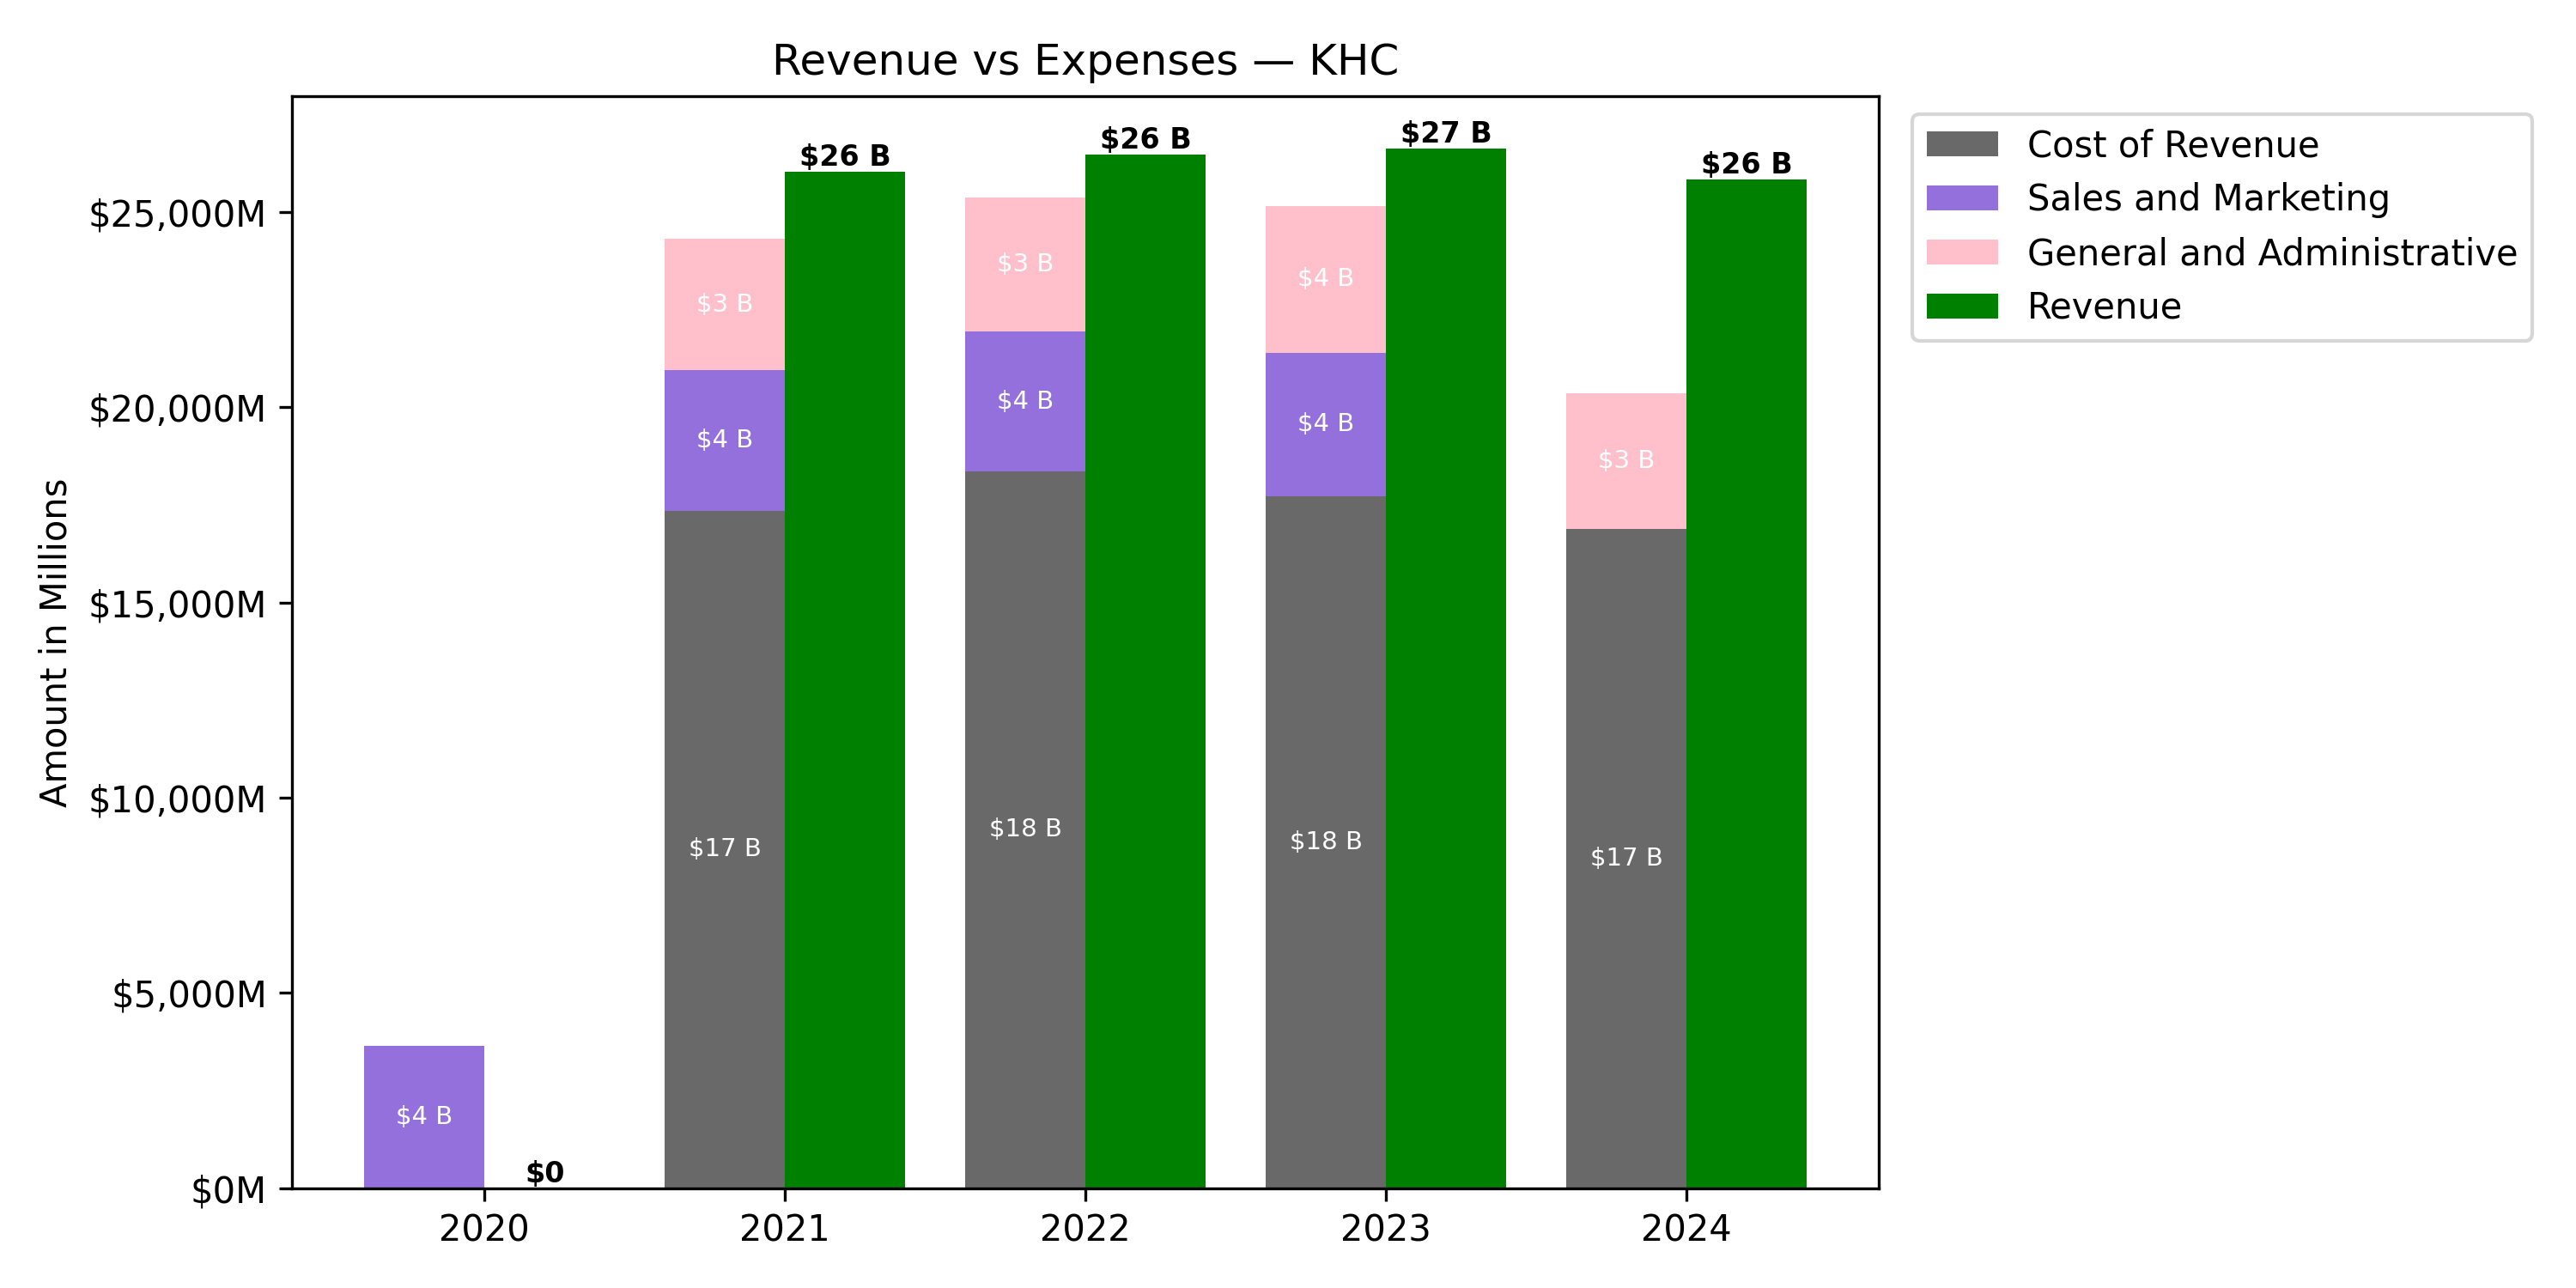 Revenue vs Expenses — KHC
Amount in Millions
$25,000M
$20,000M
$15,000M
$10,000M
$5,000M
$0M
2020
2021
2022
2023
2024
$4 B
$0
$3 B
$4 B
$17 B
$26 B
$3 B
$4 B
$18 B
$26 B
$4 B
$4 B
$18 B
$27 B
$3 B
$17 B
$26 B
Cost of Revenue
Sales and Marketing
General and Administrative
Revenue